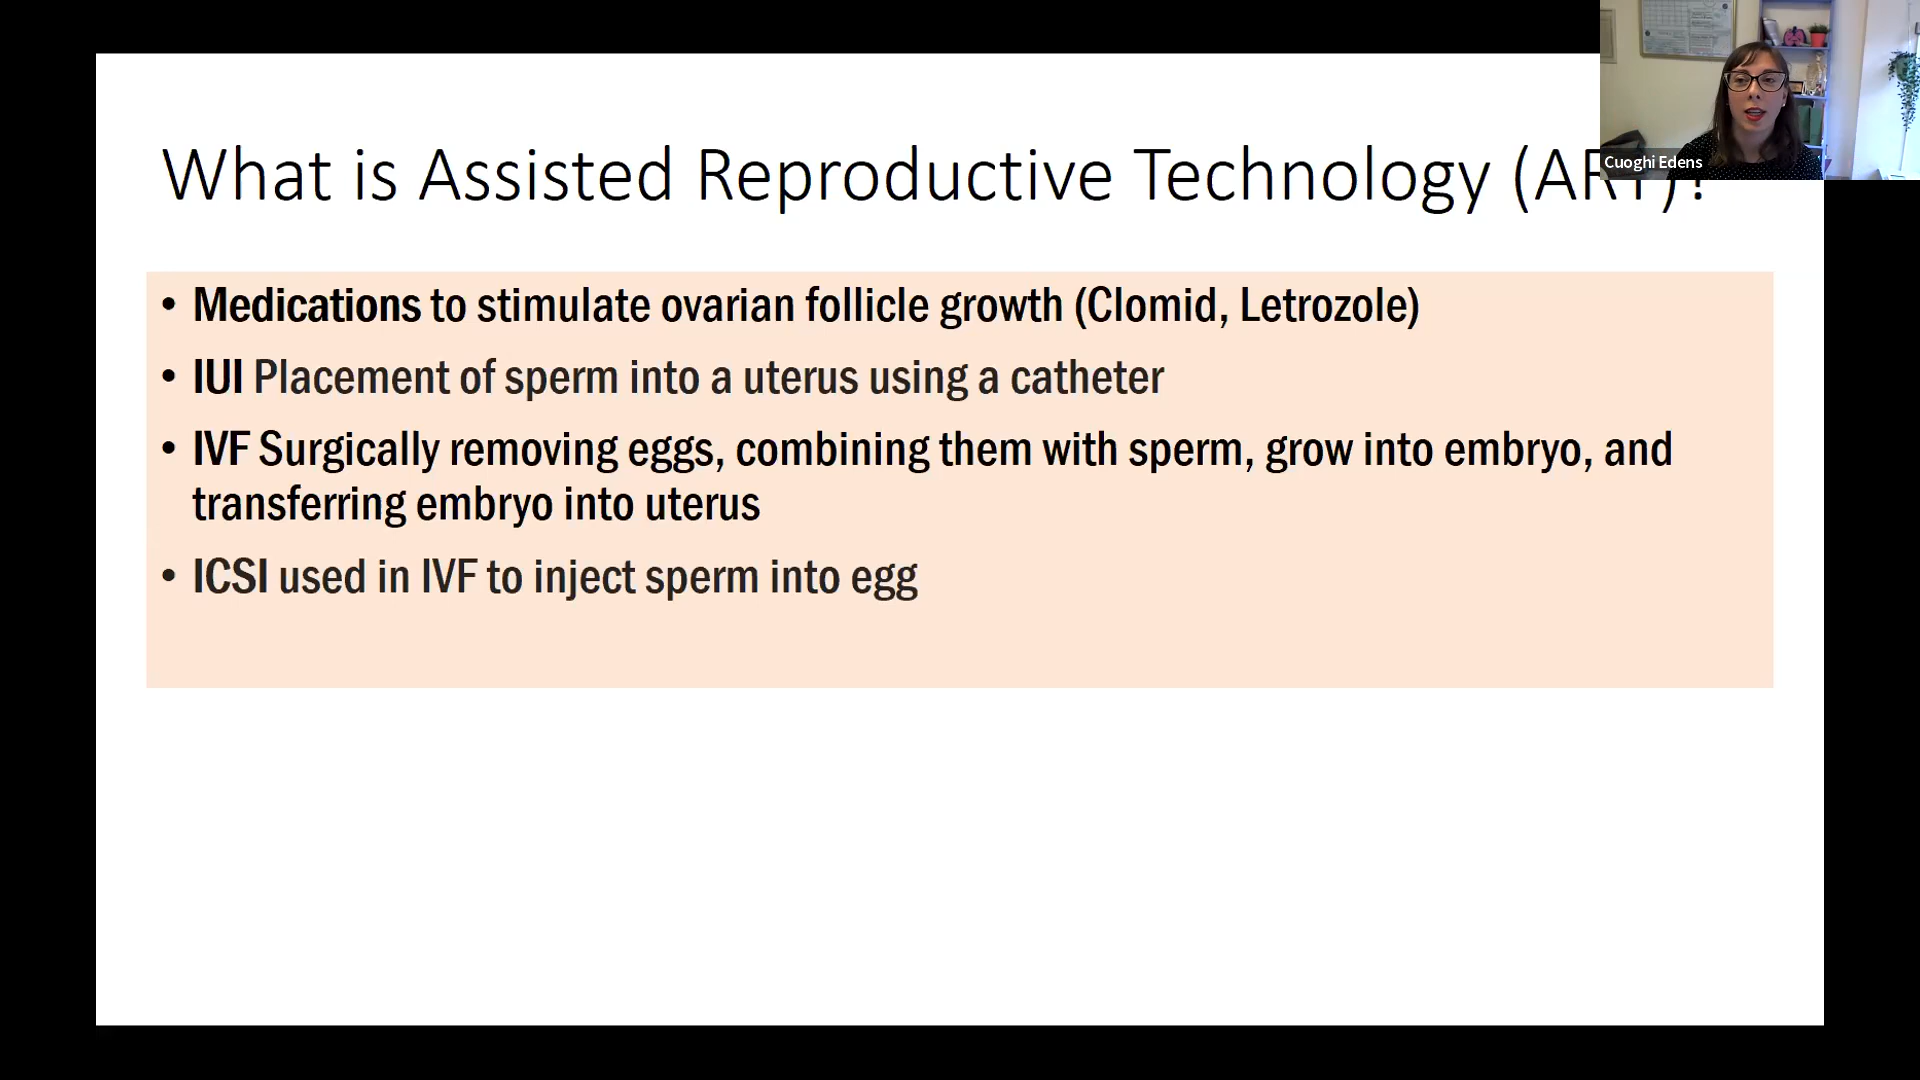 What is Assisted Reproductive Technology (ART)?
Cuoghi Edens
• Medications to stimulate ovarian follicle growth (Clomid, Letrozole)
• IUI Placement of sperm into a uterus using a catheter
• IVF Surgically removing eggs, combining them with sperm, grow into embryo, and
transferring embryo into uterus
• ICSI used in IVF to inject sperm into egg